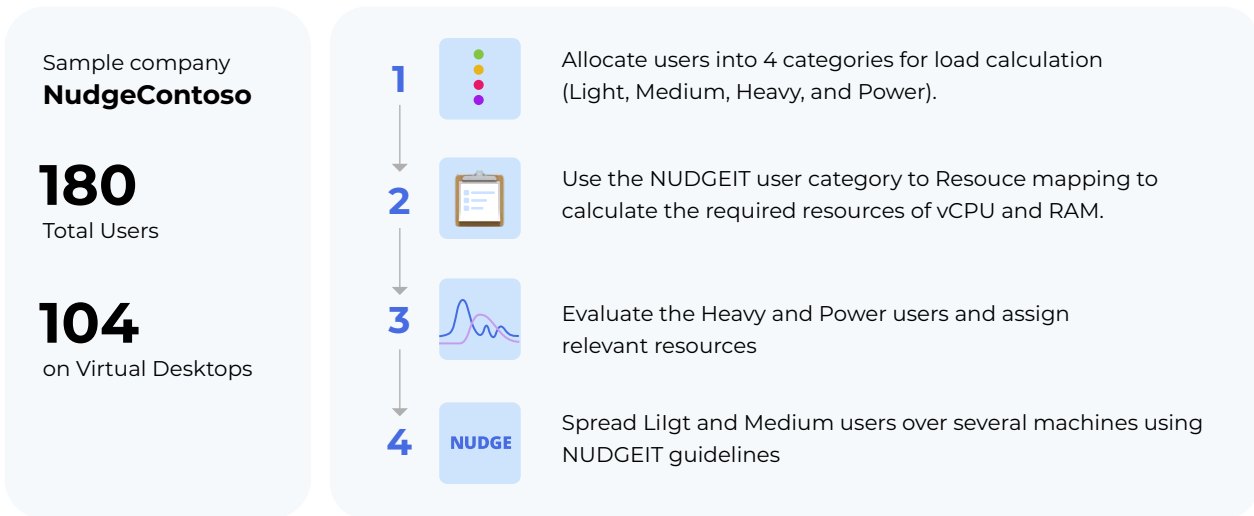 Sample company
NudgeContoso
180
Total Users
104
on Virtual Desktops
1
Allocate users into 4 categories for load calculation
(Light, Medium, Heavy, and Power).
2
Use the NUDGEIT user category to Resouce mapping to
calculate the required resources of vCPU and RAM.
3
Evaluate the Heavy and Power users and assign
relevant resources
4
NUDGE
Spread LiIgt and Medium users over several machines using
NUDGEIT guidelines